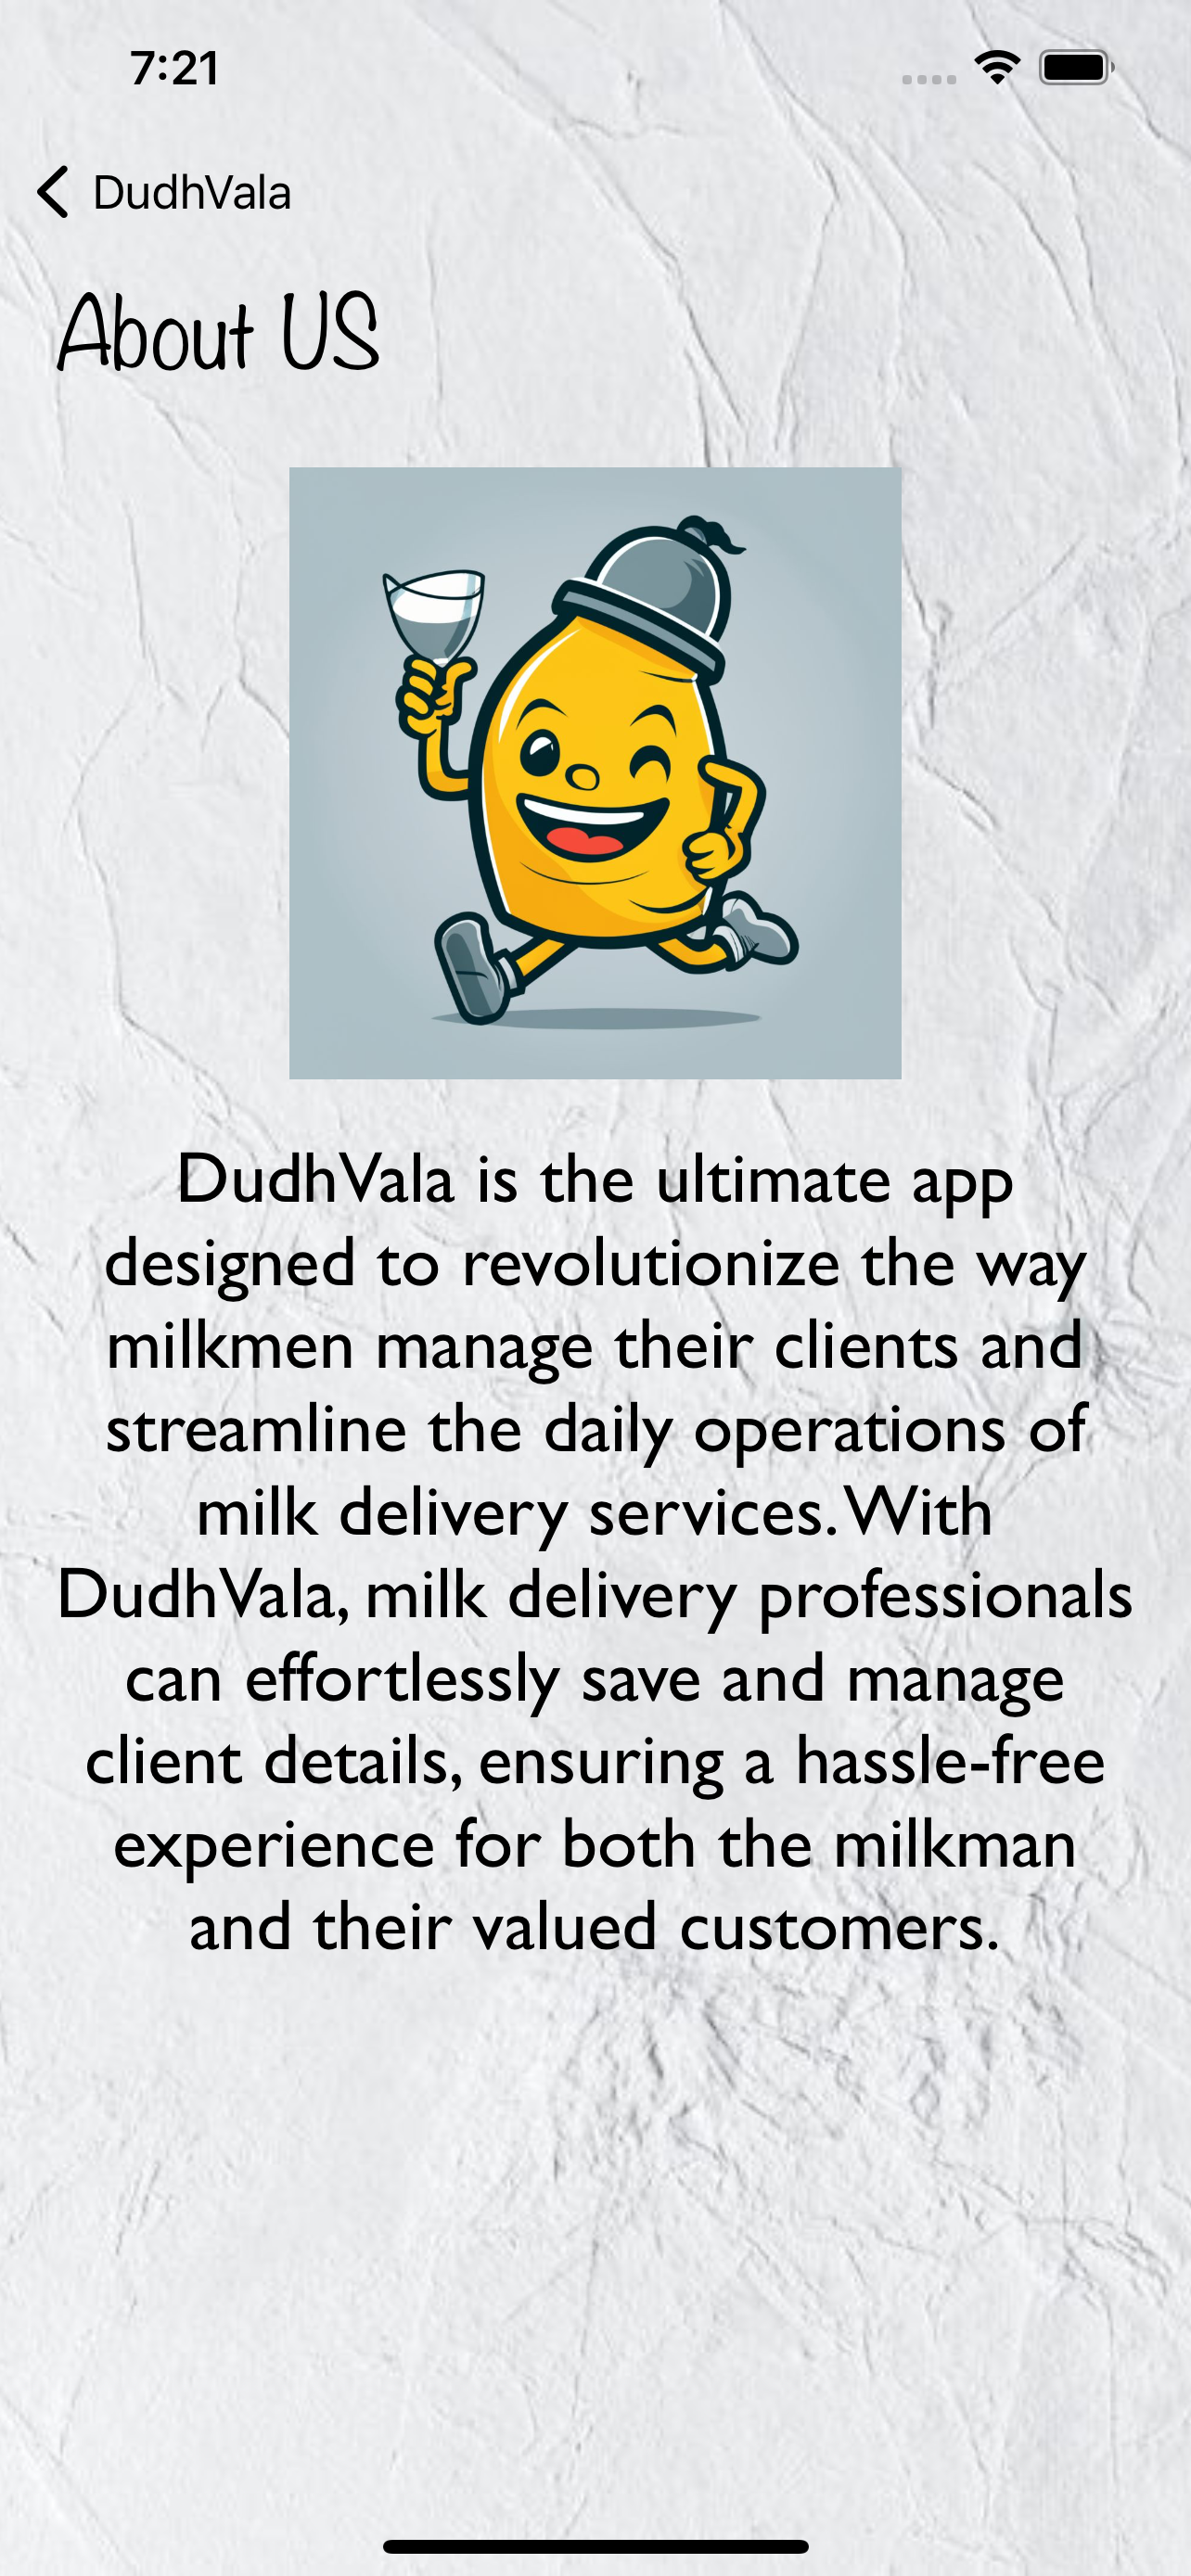 7:21
DudhVala
About US
DudhVala is the ultimate app
designed to revolutionize the way
milkmen manage their clients and
streamline the daily operations of
milk delivery services. With
DudhVala, milk delivery professionals
can effortlessly save and manage
client details, ensuring a hassle-free
experience for both the milkman
and their valued customers.